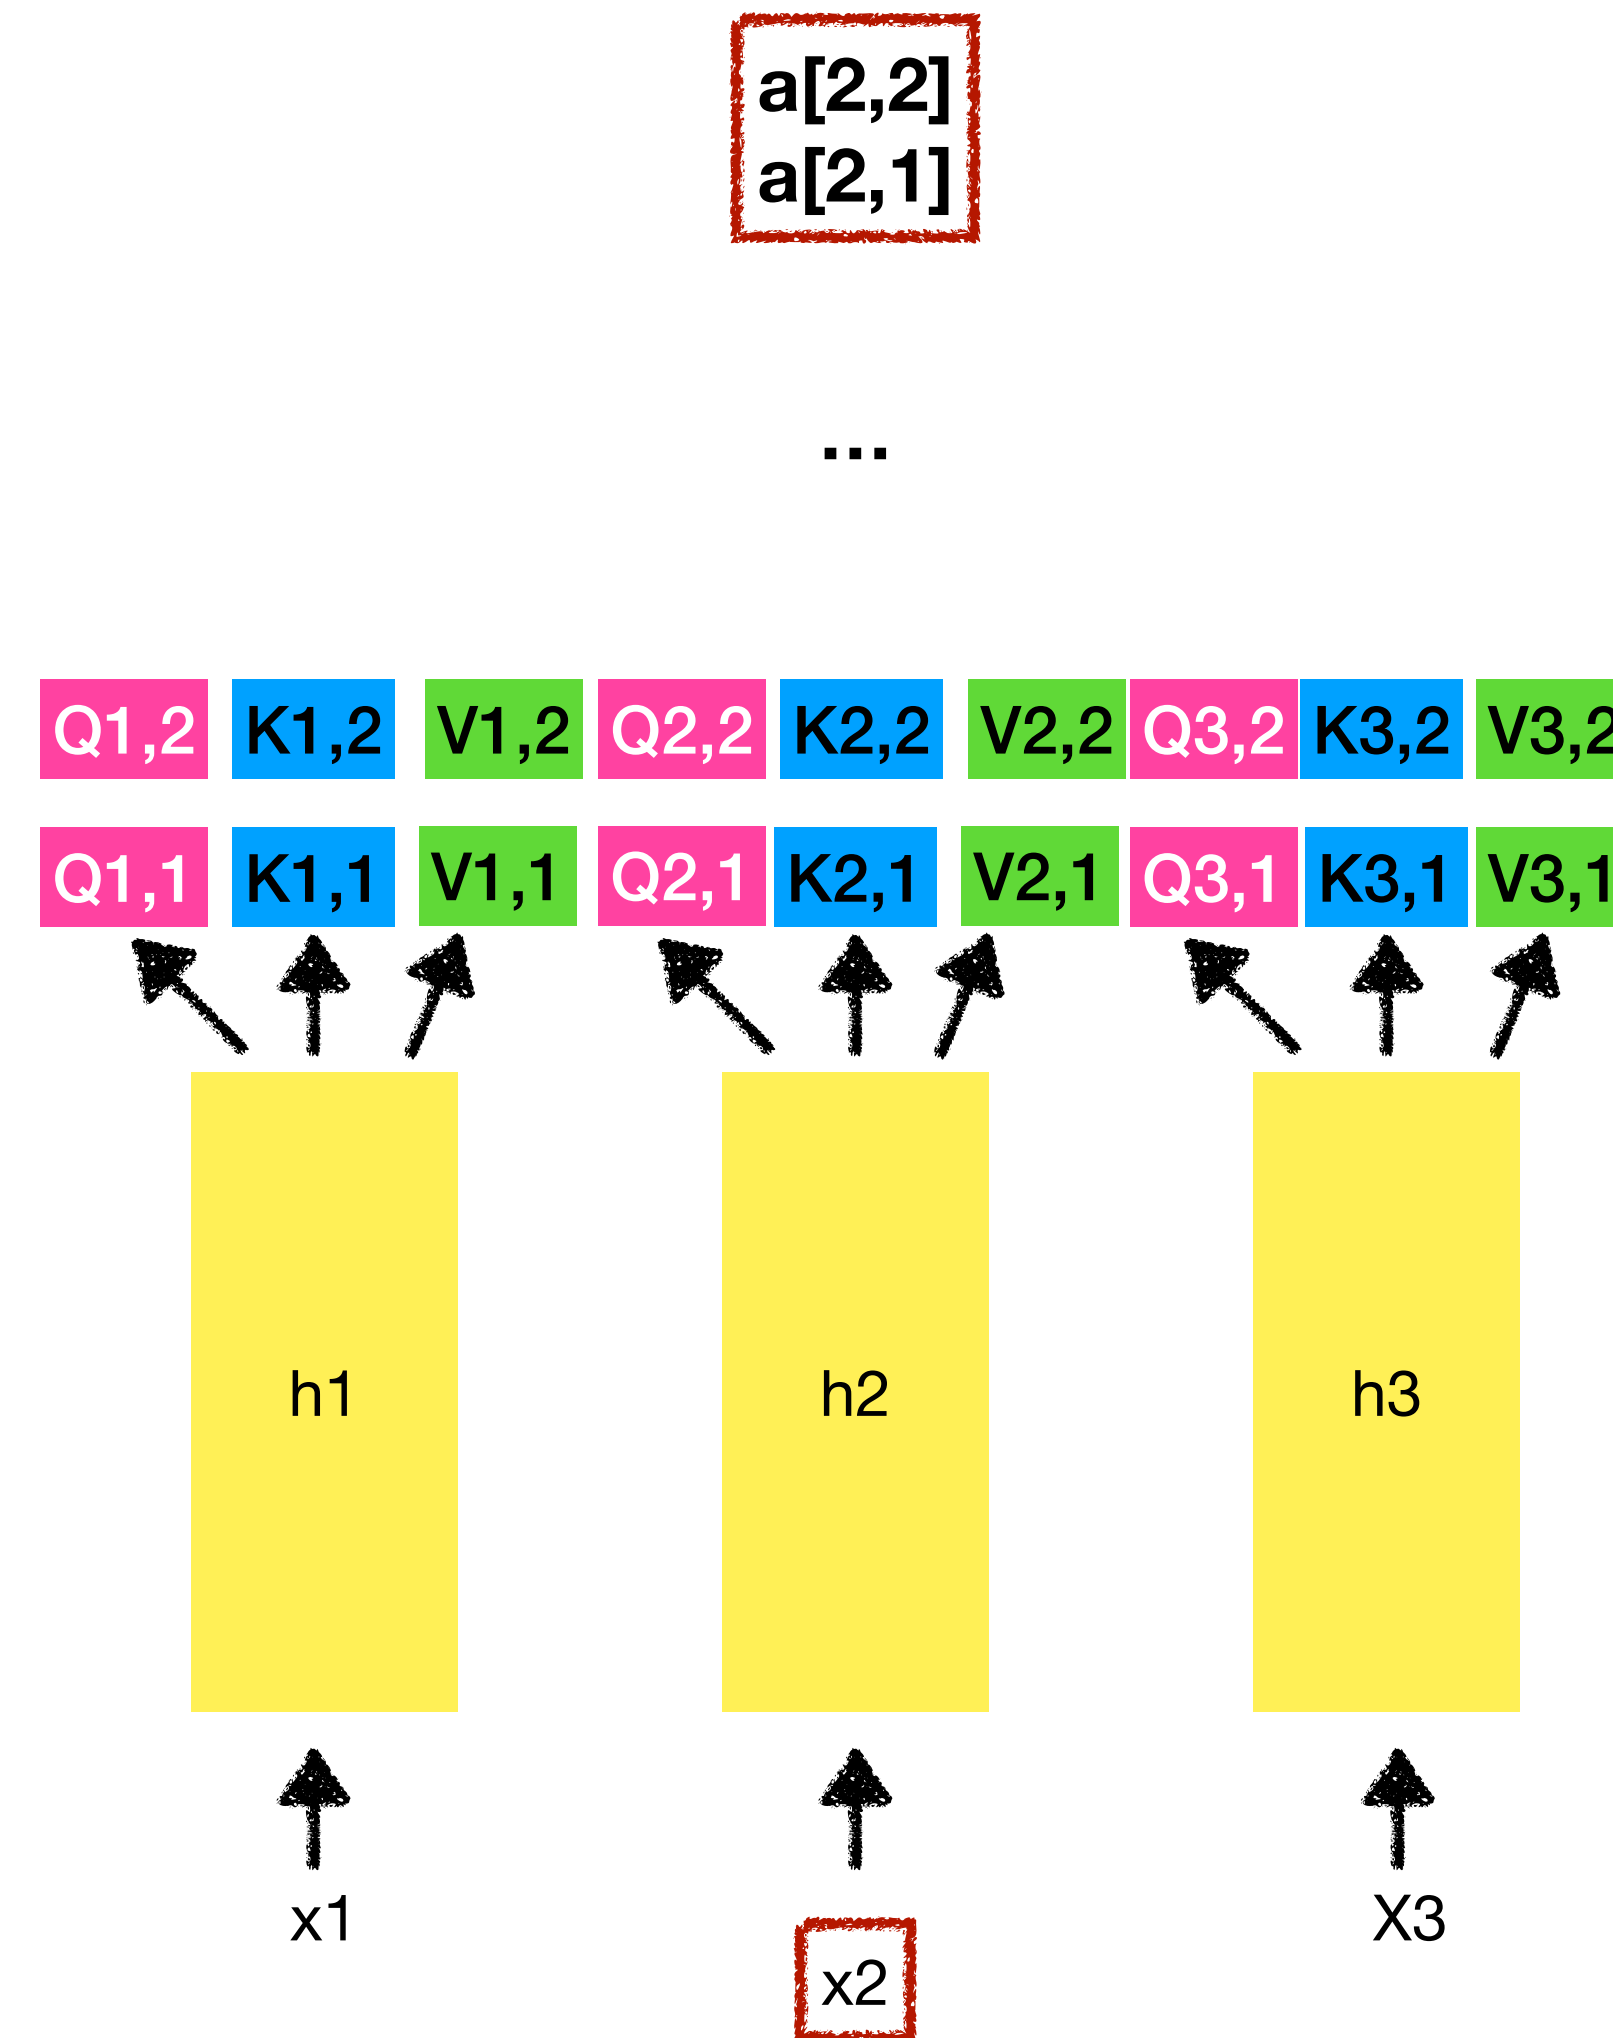 a[2,2]
a[2,1]
...
Q1,2 K1,2 V1,2 Q2,2 K2,2 V2,2 Q3,2 K3,2 V3,2
Q1,1 K1,1 V1,1 Q2,1 K2,1 V2,1 Q3,1 K3,1 V3,1
h1 h2 h3
x1 X3
x2